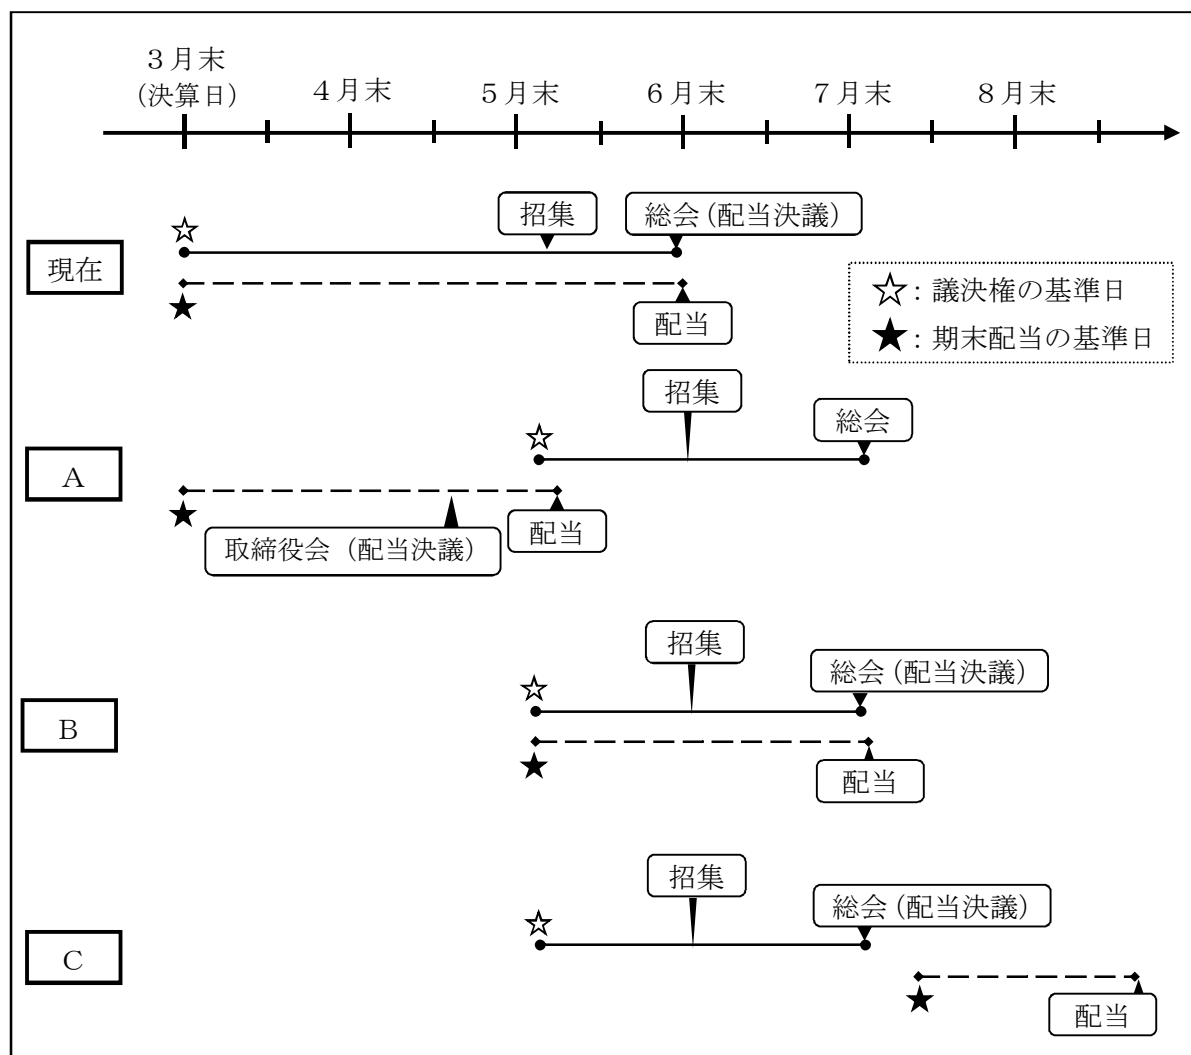 3月末
(決算日)
4月末
5月末
6月末
7月末
8月末
招集
総会(配当決議)
現在
☆:議決権の基準日
★:期末配当の基準日
配当
招集
総会
A
取締役会(配当決議)
配当
招集
総会(配当決議)
B
配当
招集
総会(配当決議)
C
配当